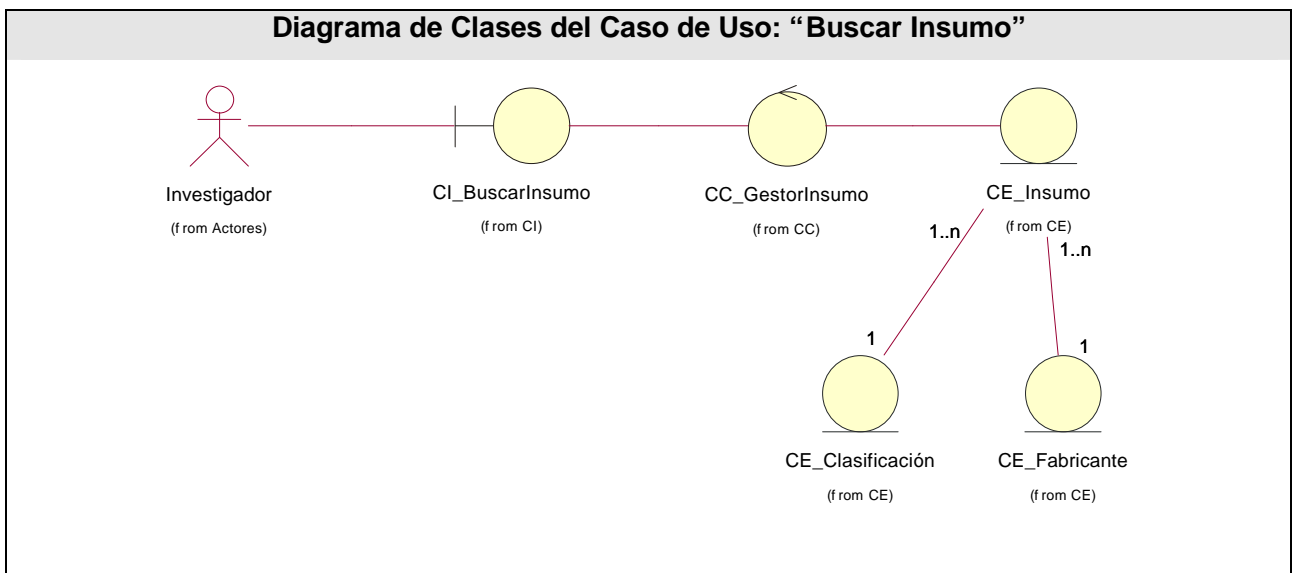 Diagrama de Clases del Caso de Uso: “Buscar Insumo”
Investigador
(f rom Actores)
CI_BuscarInsumo
(f rom CI)
CC_GestorInsumo
(f rom CC)
CE_Insumo
(f rom CE)
1..n
1..n
1
1
CE_Clasificación
(f rom CE)
CE_Fabricante
(f rom CE)